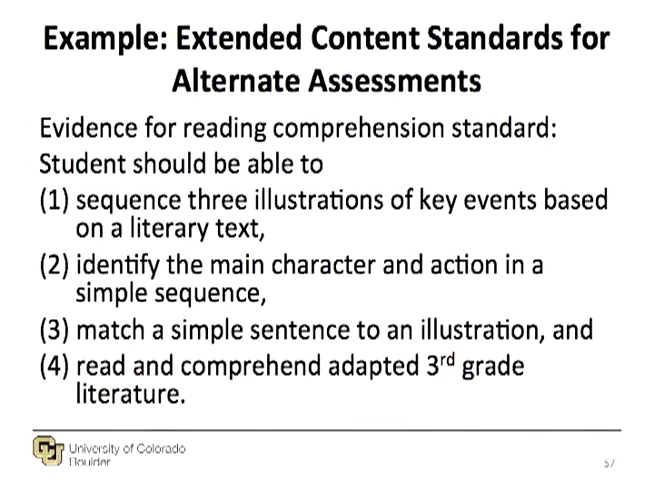 Example: Extended Content Standards for
Alternate Assessments
Evidence for reading comprehension standard:
Student should be able to
(1) sequence three illustrations of key events based
on a literary text,
(2) identify the main character and action in a
simple sequence,
(3) match a simple sentence to an illustration, and
(4) read and comprehend adapted 3rd grade
literature.
University of Colorado
Boulder
57